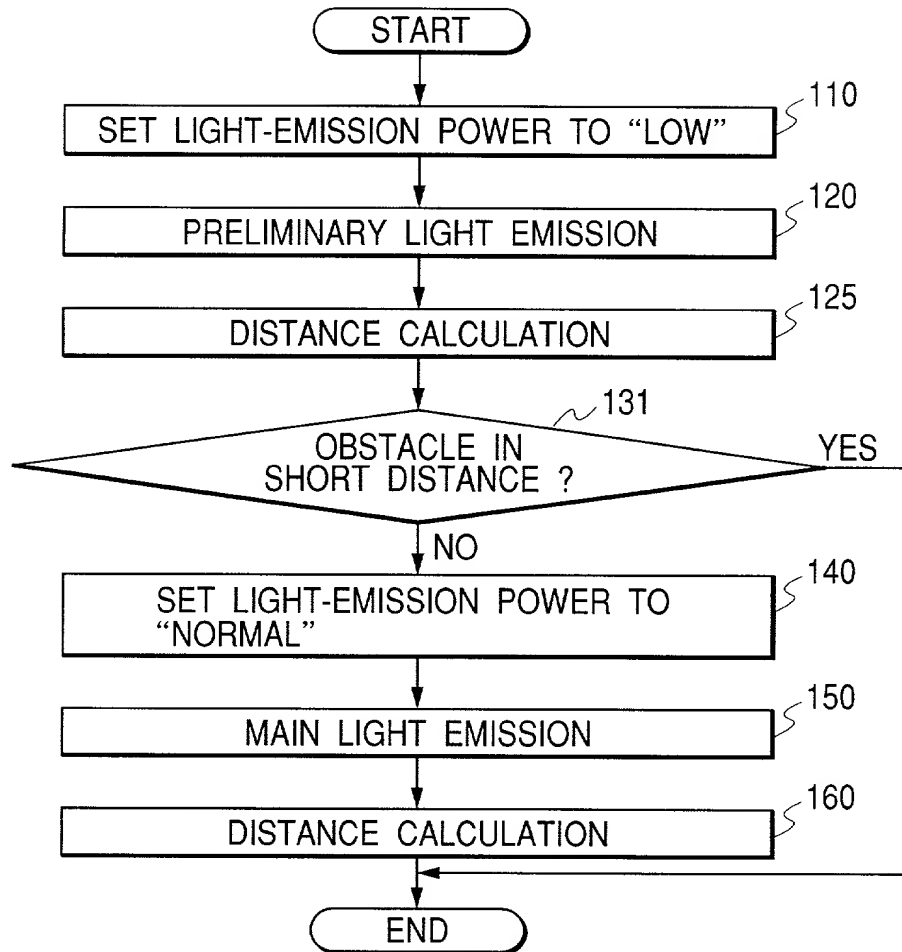 START
110
SET LIGHT-EMISSION POWER TO “LOW”
120
PRELIMINARY LIGHT EMISSION
125
DISTANCE CALCULATION
131
OBSTACLE IN
SHORT DISTANCE ?
YES
NO
140
SET LIGHT-EMISSION POWER TO
“NORMAL”
150
MAIN LIGHT EMISSION
160
DISTANCE CALCULATION
END